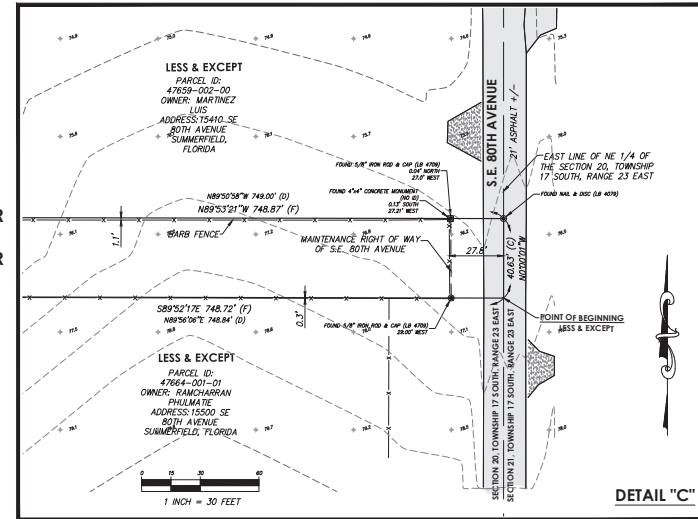 LESS & EXCEPT
PARCEL ID:
47659-002-00
OWNER: MARTINEZ
LUIS
ADDRESS:15410 SE
80TH AVENUE
SUMMERFIELD,
FLORIDA
S.E. 80TH AVENUE
21' ASPHALT +/-
EAST LINE OF NE 1/4 OF
THE SECTION 20, TOWNSHIP
17 SOUTH, RANGE 23 EAST
FOUND 5/8" IRON ROD & CAP (LB 4709)
0.04' NORTH
27.0' WEST
FOUND NAIL & DISC (LB 4079)
FOUND 4"x4" CONCRETE MONUMENT
(NO ID)
0.13' SOUTH
27.21' WEST
N89°50'58"W 749.00' (D)
N89°53'21"W 748.87' (F)
BARB FENCE
1.1'
MAINTENANCE RIGHT OF WAY
OF S.E. 80TH AVENUE
27.8'
40.63' (C)
N0°00'01"W
S89°52'17E 748.72' (F)
N89°56'06"E 748.84' (D)
0.3'
FOUND 5/8" IRON ROD & CAP (LB 4709)
29.00' WEST
POINT OF BEGINNING
LESS & EXCEPT
LESS & EXCEPT
PARCEL ID:
47664-001-01
OWNER: RAMCHARRAN
PHULMATIE
ADDRESS:15500 SE
80TH AVENUE
SUMMERFIELD, FLORIDA
SECTION 20, TOWNSHIP 17 SOUTH, RANGE 23 EAST
SECTION 21, TOWNSHIP 17 SOUTH, RANGE 23 EAST
0 15 30 60
1 INCH = 30 FEET
DETAIL "C"